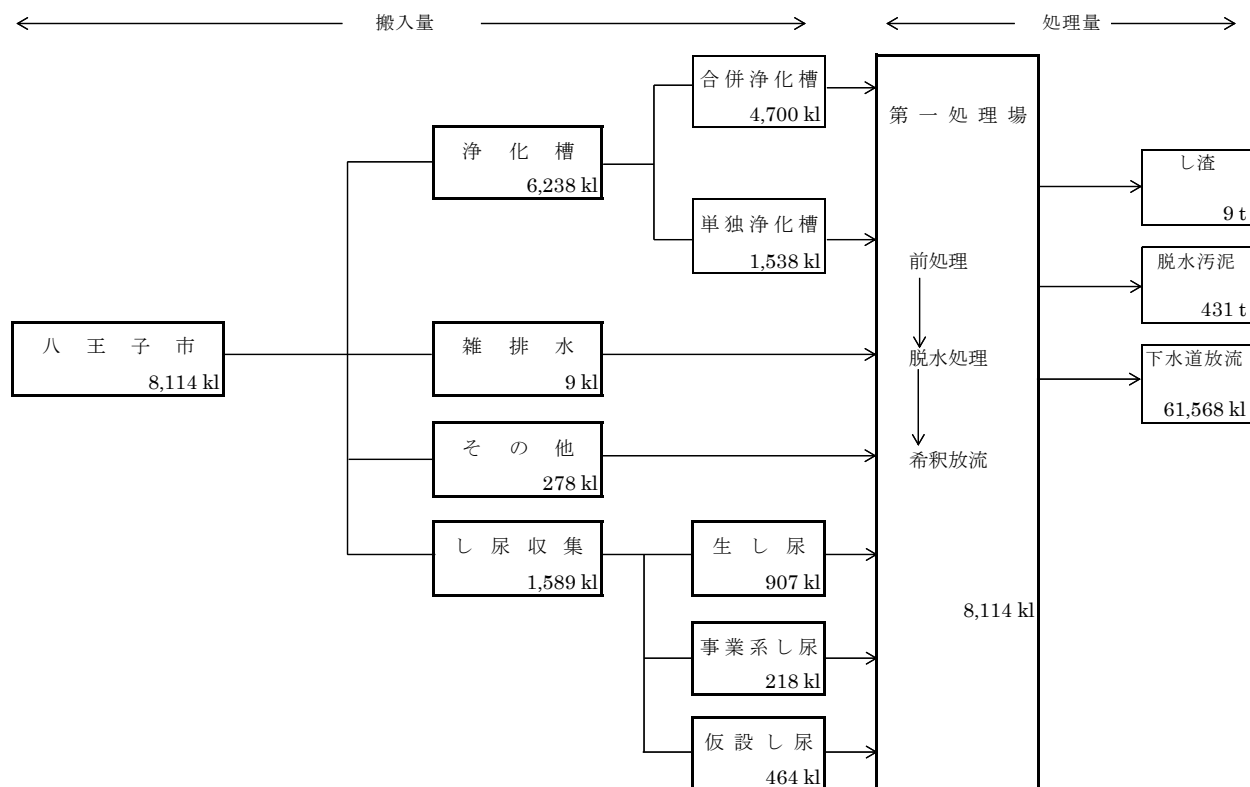 搬入量
処理量
八王子市
8,114 kl
浄化槽
6,238 kl
合併浄化槽
4,700 kl
単独浄化槽
1,538 kl
雑排水
9 kl
その他
278 kl
し尿収集
1,589 kl
生し尿
907 kl
事業系し尿
218 kl
仮設し尿
464 kl
第一処理場
前処理
脱水処理
希釈放流
8,114 kl
し渣
9 t
脱水汚泥
431 t
下水道放流
61,568 kl